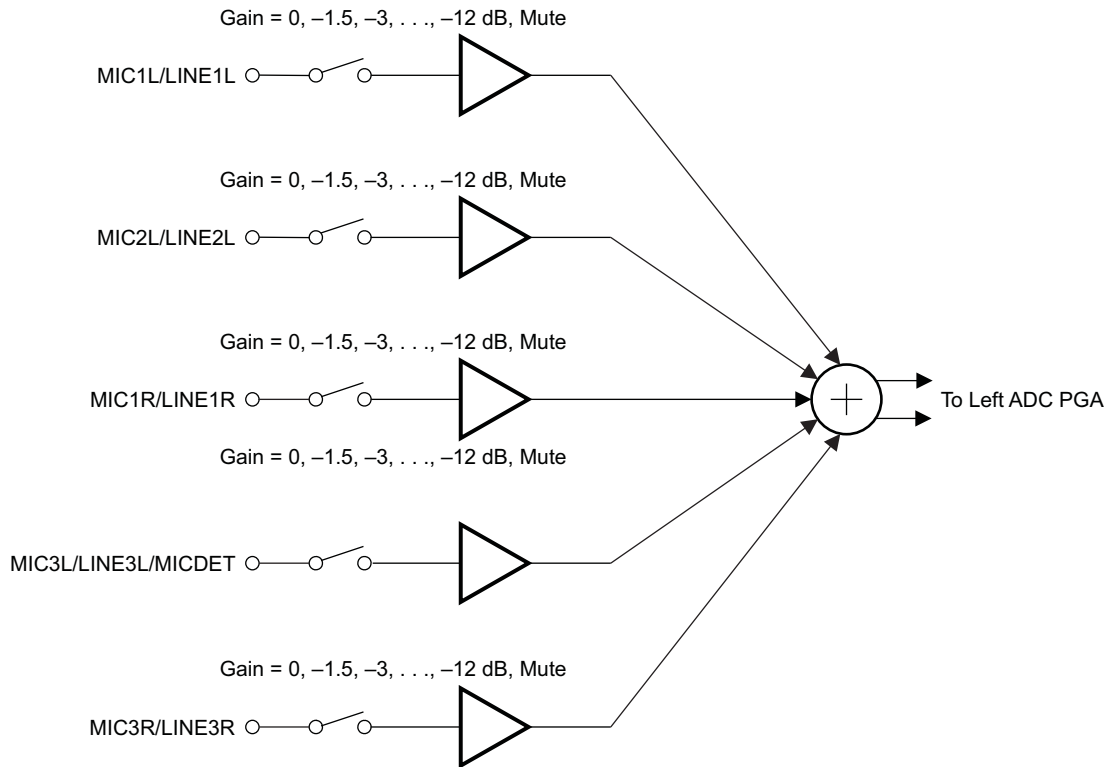 Gain = 0, –1.5, –3, . . ., –12 dB, Mute
MIC1L/LINE1L
Gain = 0, –1.5, –3, . . ., –12 dB, Mute
MIC2L/LINE2L
Gain = 0, –1.5, –3, . . ., –12 dB, Mute
MIC1R/LINE1R
To Left ADC PGA
Gain = 0, –1.5, –3, . . ., –12 dB, Mute
MIC3L/LINE3L/MICDET
Gain = 0, –1.5, –3, . . ., –12 dB, Mute
MIC3R/LINE3R